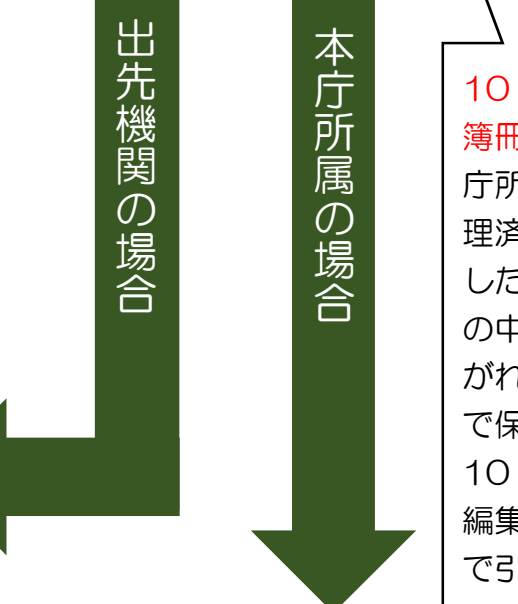 出先機関の場合
本庁所属の場合
10
簿冊
庁所
理済
した
の中
がれ
で保
10
編集
で引